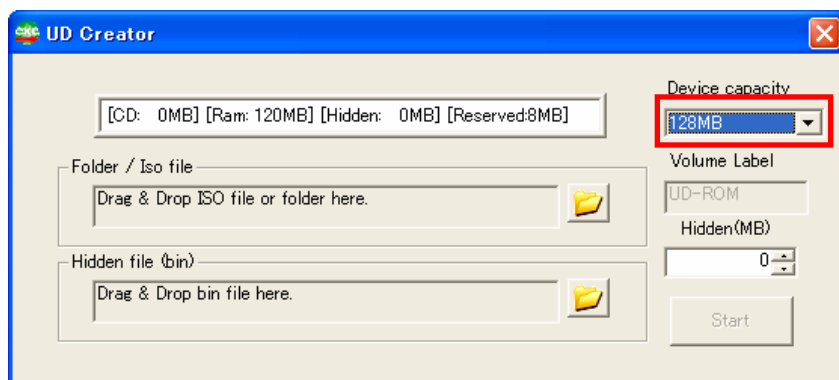 CKC UD Creator
Device capacity
[CD: 0MB] [Ram: 120MB] [Hidden: 0MB] [Reserved:8MB]
128MB
Folder / Iso file
Volume Label
Drag & Drop ISO file or folder here.
UD-ROM
Hidden(MB)
0
Hidden file (bin)
Drag & Drop bin file here.
Start